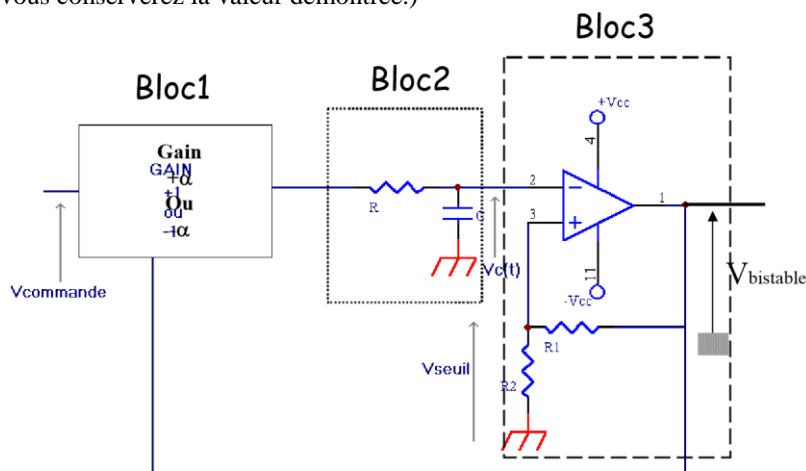 vous conserverez la valeur démontrée.)
Bloc3
Bloc2
Bloc1
+Vcc
4
Gain
GAIN
+α
+1
Ou
ou
-1
-α
R
C
2
3
1
11
-Vcc
Vc(t)
Vbistable
Vcommande
R1
Vseuil
R2